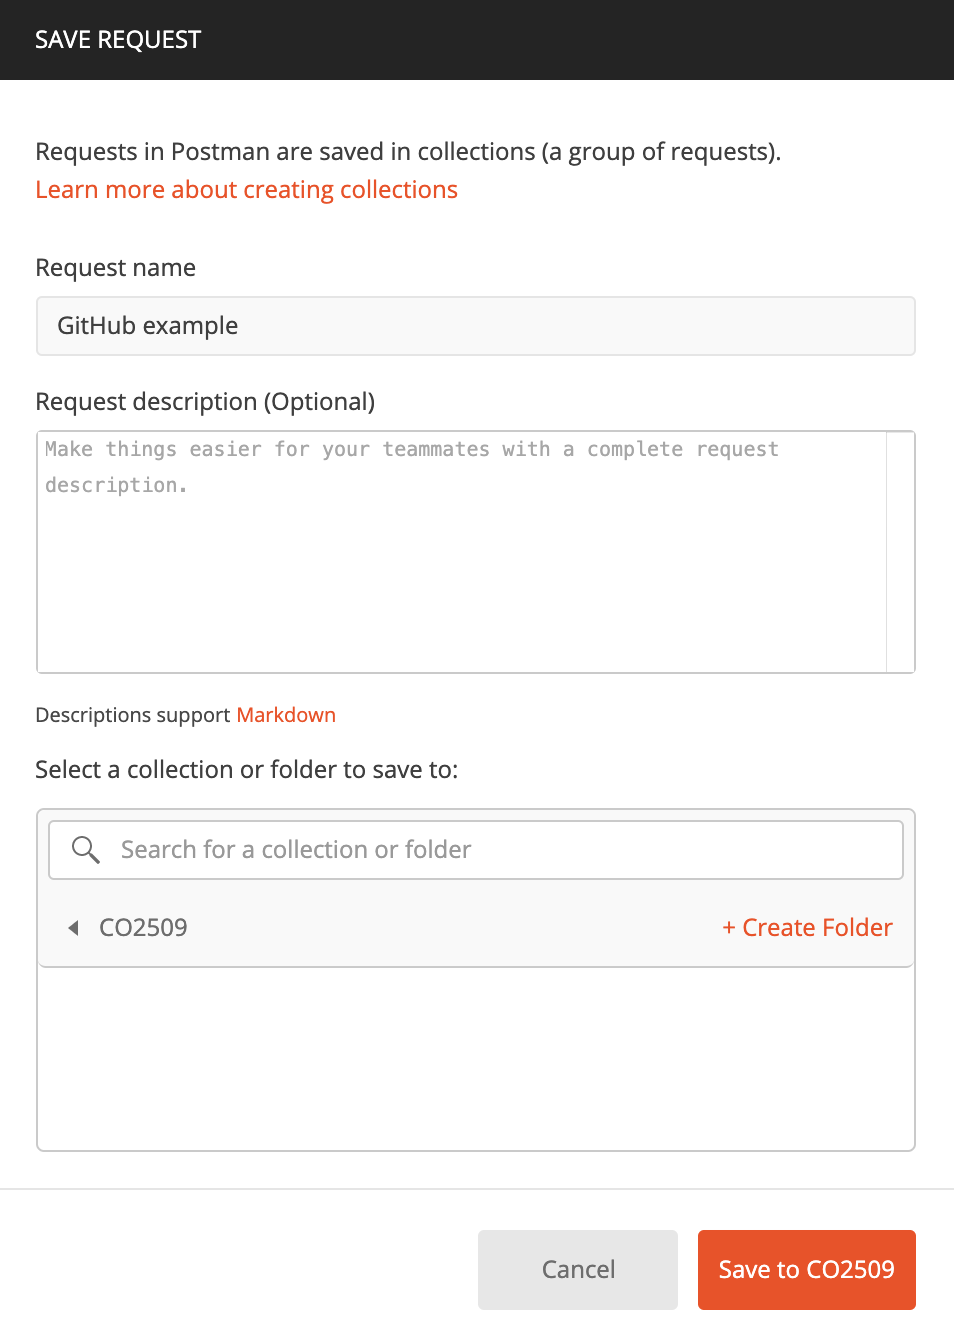 SAVE REQUEST
Requests in Postman are saved in collections (a group of requests).
Learn more about creating collections
Request name
GitHub example
Request description (Optional)
Make things easier for your teammates with a complete request
description.
Descriptions support Markdown
Select a collection or folder to save to:
Search for a collection or folder
CO2509 + Create Folder
Cancel Save to CO2509